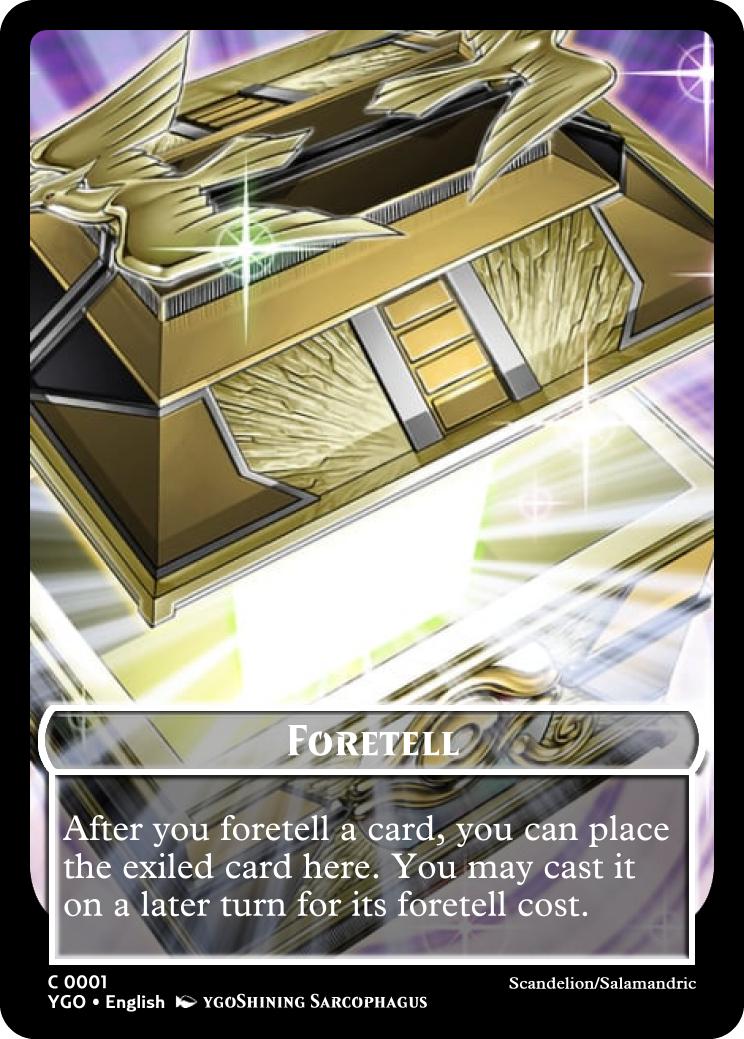 Foretell
After you foretell a card, you can place
the exiled card here. You may cast it
on a later turn for its foretell cost.
C 0001
YGO • English YGOShining Sarcophagus
Scandelion/Salamandric